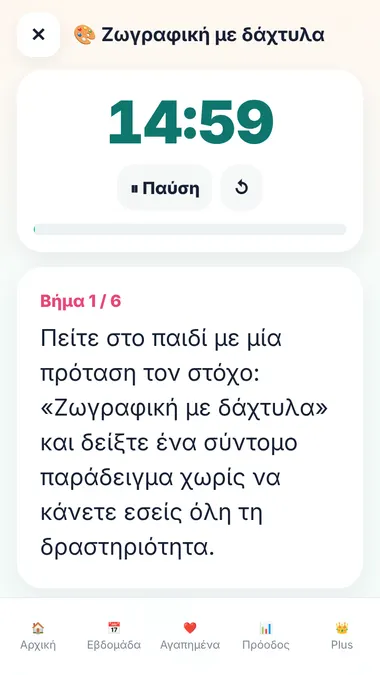 ✕ 🎨 Ζωγραφική με δάχτυλα
14:59
⏸ Παύση ↺
Βήμα 1 / 6
Πείτε στο παιδί με μία
πρόταση τον στόχο:
«Ζωγραφική με δάχτυλα»
και δείξτε ένα σύντομο
παράδειγμα χωρίς να
κάνετε εσείς όλη τη
δραστηριότητα.
🏠 📅 ❤️ 📊 👑
Αρχική Εβδομάδα Αγαπημένα Πρόοδος Plus